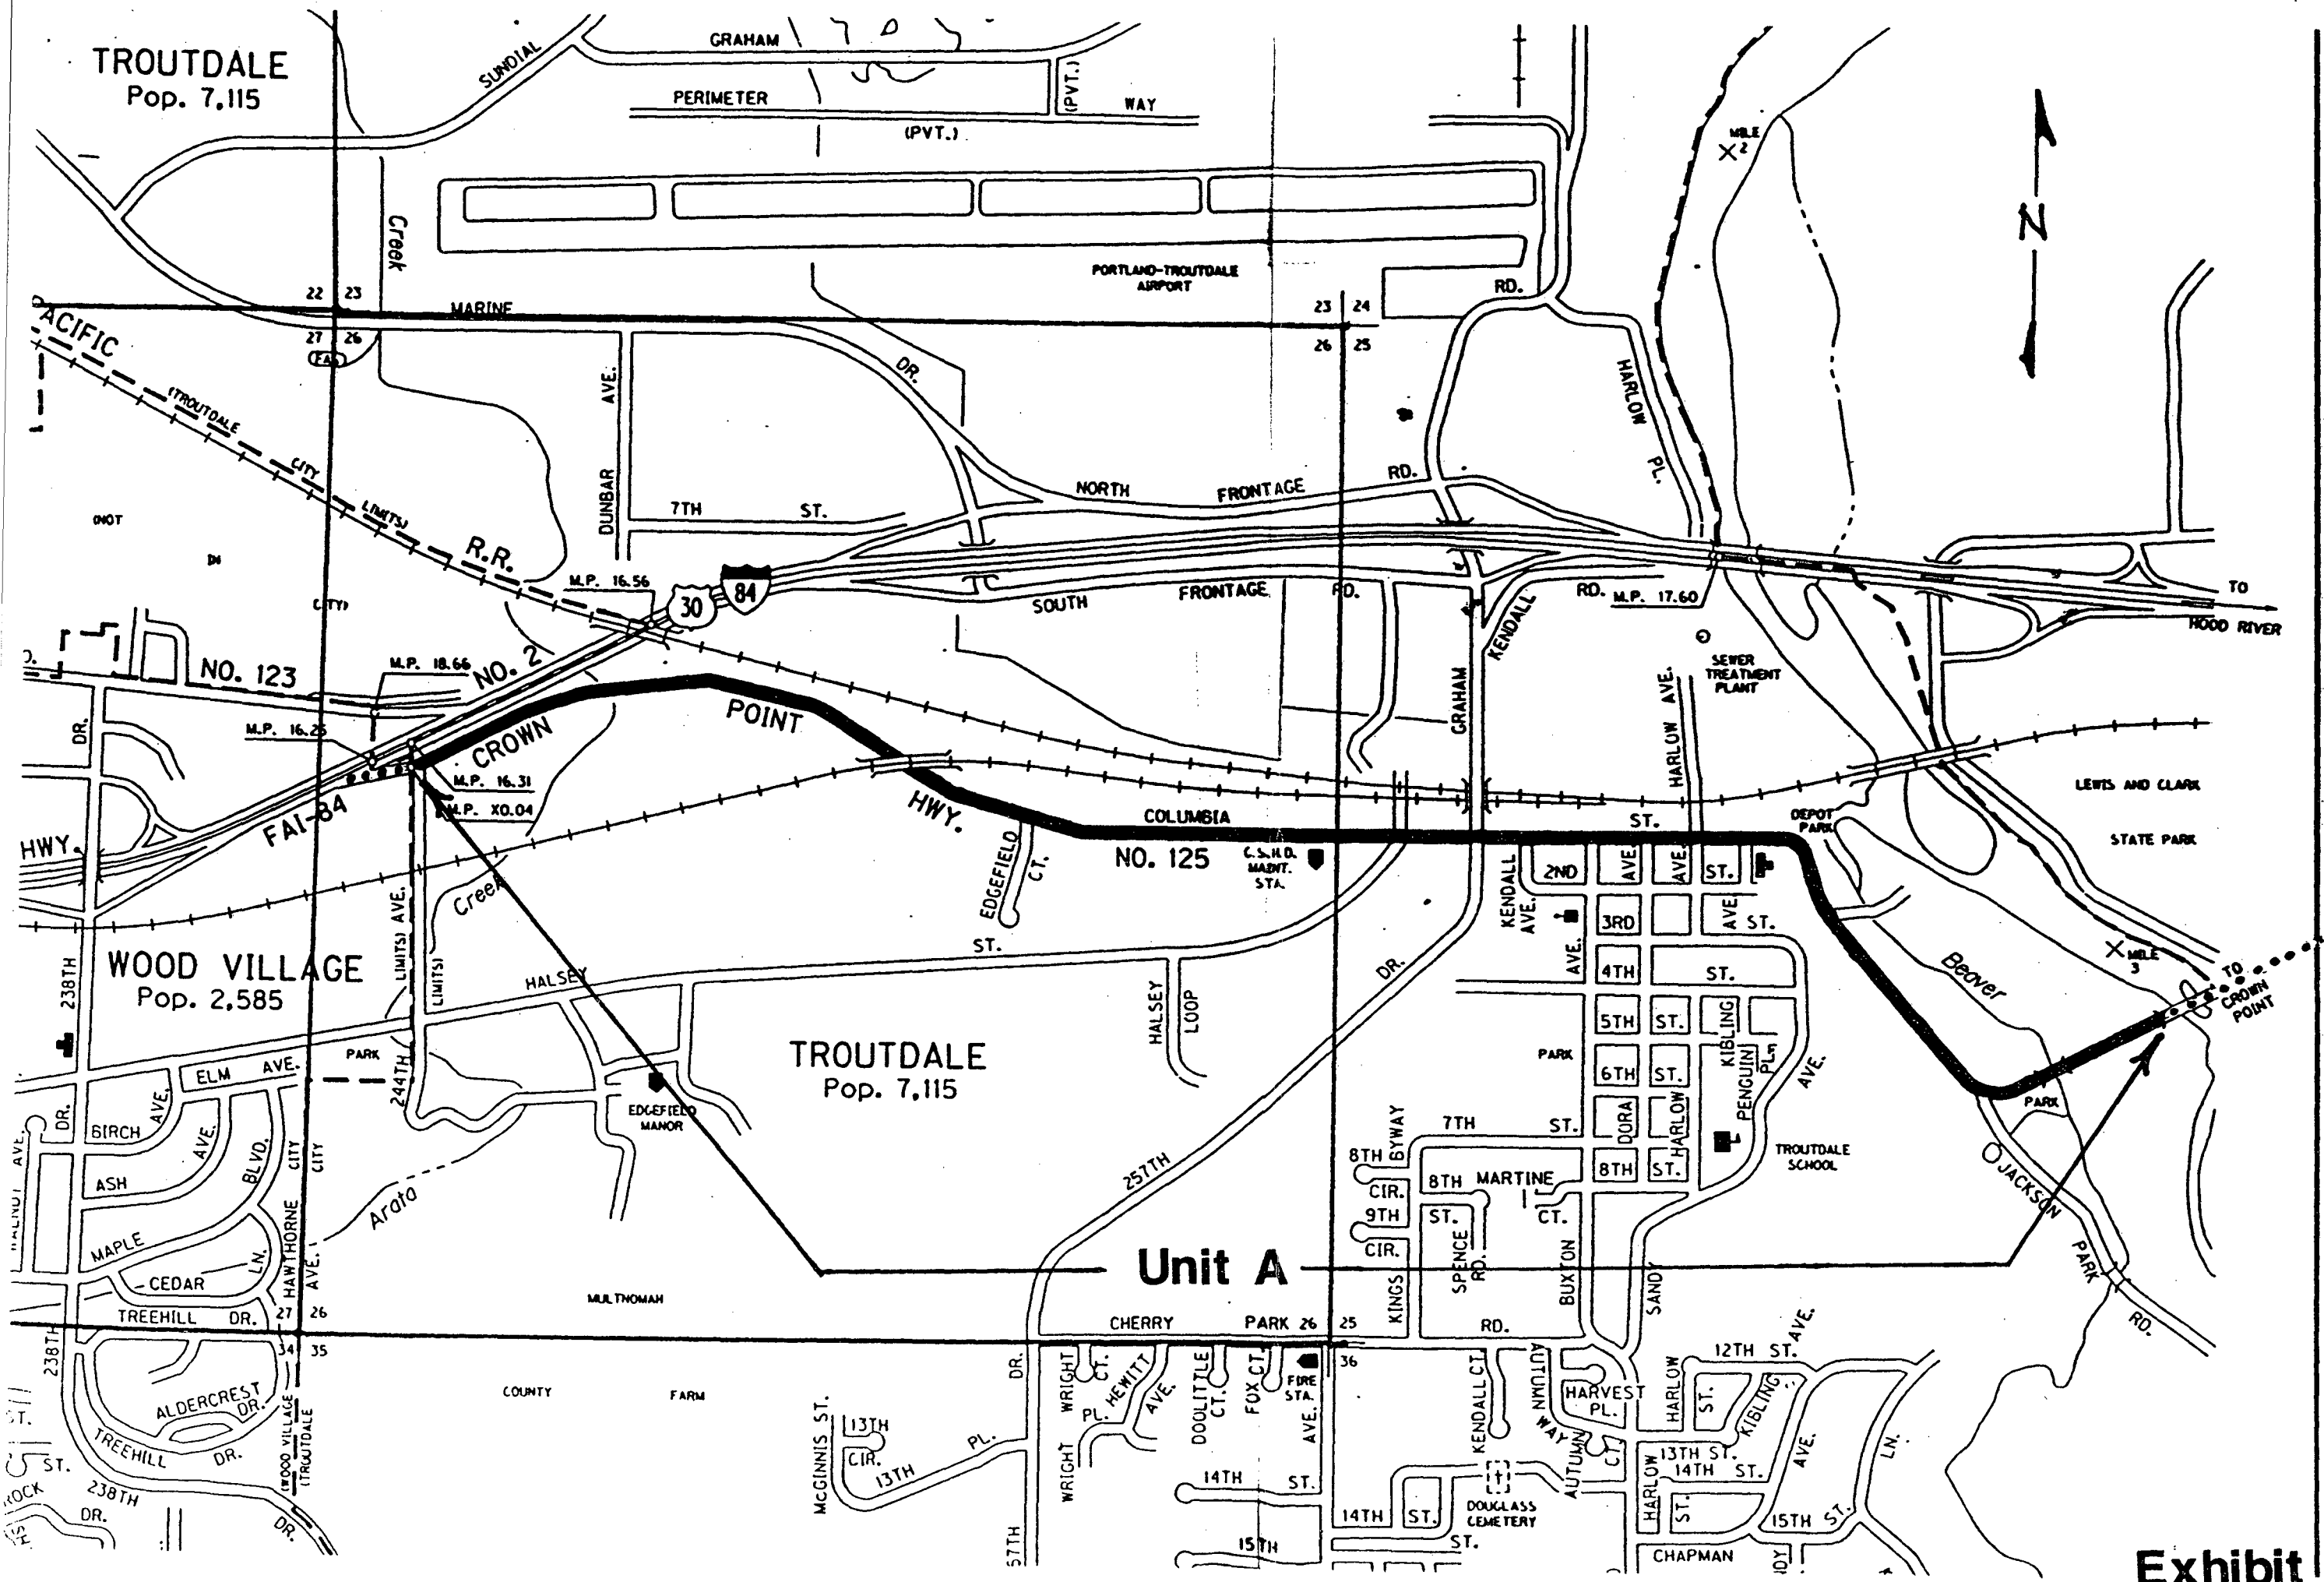 TROUTDALE
Pop. 7,115
SUNDIAL
GRAHAM
PERIMETER
WAY
(PVT.)
(PVT.)
MILE
2
N
Creek
PORTLAND-TROUTDALE
AIRPORT
RD.
22 23
27 26
MARINE
DR.
23 24
26 25
ACIFIC
(TROUTDALE
CITY
LIMITS)
R.R.
(NOT
IN
CITY)
DUNBAR
AVE.
7TH
ST.
NORTH
FRONTAGE
RD.
HARLOW
PL.
M.P. 16.56
30
84
SOUTH
FRONTAGE
RD.
KENDALL
RD.
M.P. 17.60
TO
HOOD RIVER
SEWER
TREATMENT
PLANT
NO. 123
M.P. 18.66
NO. 2
M.P. 16.25
DR.
CROWN
POINT
HWY.
M.P. 16.31
M.P. X0.04
FAI-84
HWY.
GRAHAM
HARLOW AVE.
LEWIS AND CLARK
STATE PARK
DEPOT
PARK
COLUMBIA
ST.
NO. 125
C.S.H.D.
MAINT.
STA.
EDGEFIELD
CT.
KENDALL
AVE.
2ND
ST.
AVE.
AVE.
AVE.
3RD
ST.
AVE.
4TH
ST.
5TH
ST.
6TH
ST.
KIBLING
PENGUIN
PL.
AVE.
Creek
LIMITS) AVE.
LIMITS)
238TH
WOOD VILLAGE
Pop. 2,585
HALSEY
ST.
HALSEY
LOOP
DR.
Beaver
MILE
3
TO
CROWN
POINT
PARK
PARK
PARK
244TH
TROUTDALE
Pop. 7,115
EDGEFIELD
MANOR
ELM AVE.
DR.
BIRCH
AVE.
AVE.
ASH
BLVD.
CITY
CITY
MAPLE
CEDAR
LN.
HAWTHORNE
AVE.
TREEHILL DR.
27 26
34 35
Arata
257TH
BYWAY
7TH
ST.
DURA
HARLOW
8TH
CIR.
8TH
ST.
MARTINE
CT.
8TH
ST.
9TH
CIR.
TROUTDALE
SCHOOL
JACKSON
PARK
RD.
Unit A
KINGS
SPENCE
RD.
BUXTON
SANDY
MULTNOMAH
COUNTY
FARM
CHERRY
PARK
26 25
36
RD.
238TH
ALDERCREST
DR.
TREEHILL
DR.
238TH
DR.
(WOOD VILLAGE
(TROUTDALE
ST.
ST.
DR.
MCGINNIS ST.
13TH
CIR.
13TH
PL.
DR.
57TH
WRIGHT
CT.
HEWITT
AVE.
WRIGHT
PL.
DOOLITTLE
CT.
FOX CT.
FIRE
STA.
AVE.
14TH
ST.
15TH
14TH
ST.
ST.
KENDALL CT.
AUTUMN
WAY
HARVEST
PL.
AUTUMN
CT.
DOUGLASS
CEMETERY
HARLOW
ST.
12TH ST.
AVE.
KIBLING
13TH ST.
14TH ST.
HARLOW
ST.
AVE.
LN.
15TH
ST.
CHAPMAN
Exhibit